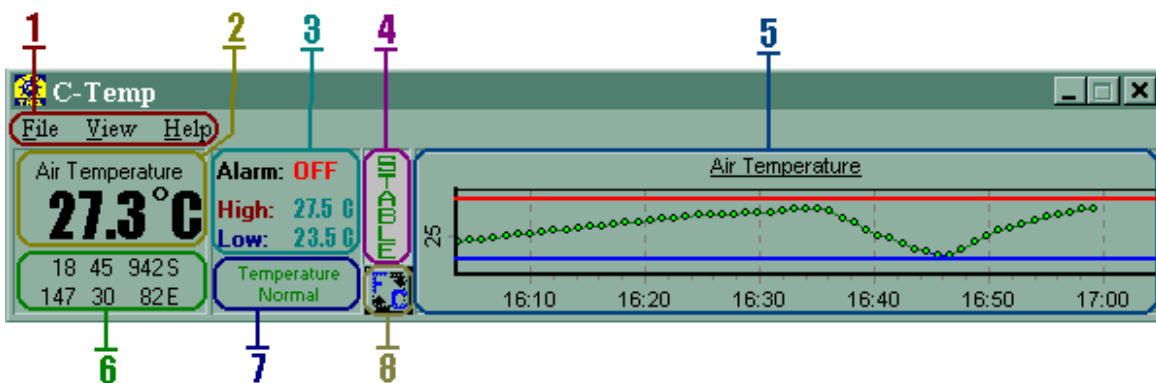 1 2 3 4 5
C-Temp
File View Help
Air Temperature
27.3°C
Alarm: OFF
High: 27.5 C
Low: 23.5 C
STABLE
Air Temperature
25
16:10 16:20 16:30 16:40 16:50 17:00
18 45 942 S
147 30 82 E
Temperature
Normal
F C
6 7 8